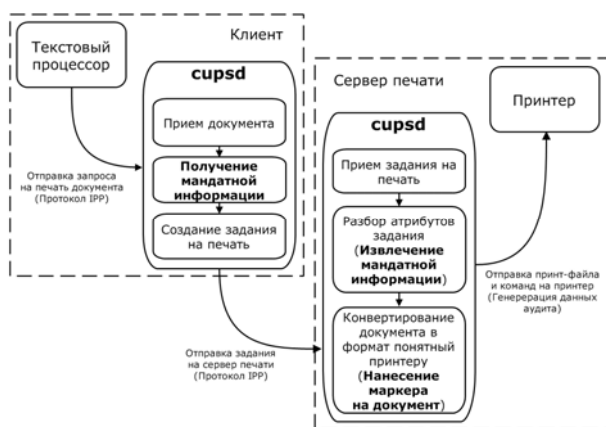 Клиент
Текстовый
процессор
cupsd
Прием документа
Получение
мандатной
информации
Создание задания
на печать
Отправка запроса
на печать документа
(Протокол IPP)
Отправка задания
на сервер печати
(Протокол IPP)
Сервер печати
Принтер
cupsd
Прием задания на
печать
Разбор атрибутов
задания
(Извлечение
мандатной
информации)
Конвертирование
документа в
формат понятный
принтеру
(Нанесение
маркера
на документ)
Отправка принт-файла
и команд на принтер
(Генерерация данных
аудита)